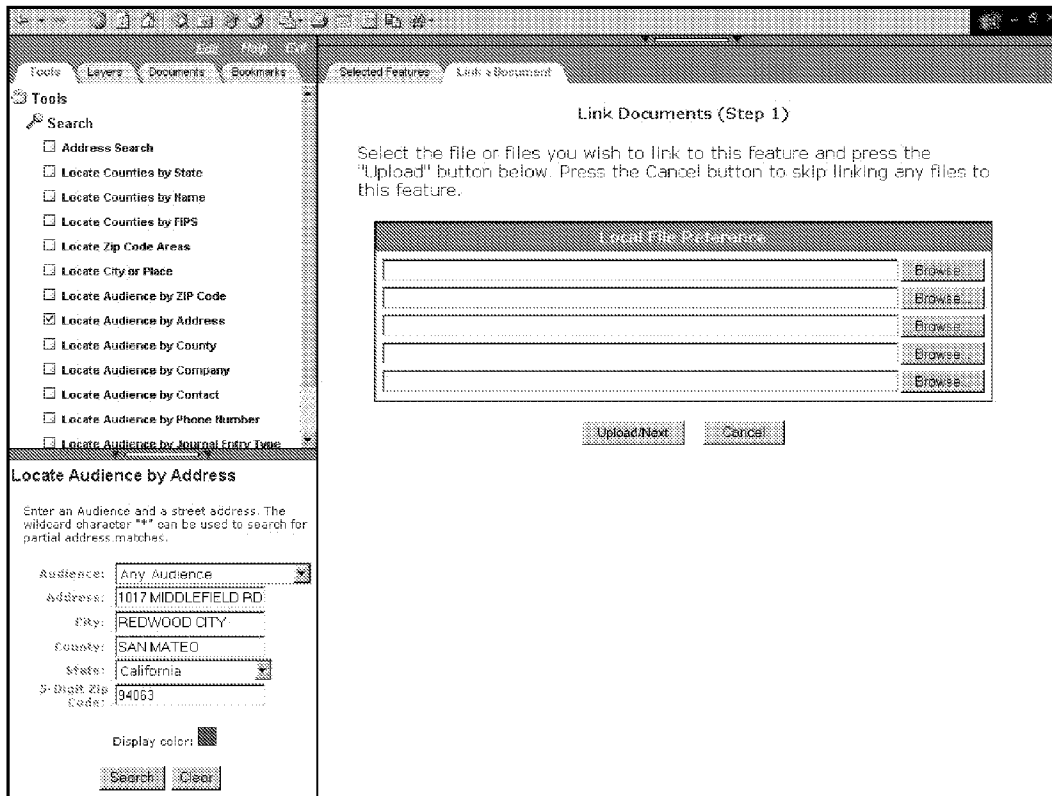 Edit Help Exit
Tools Layers Documents Bookmarks
Selected Features Link a Document
Tools
Search
Address Search
Locate Counties by State
Locate Counties by Name
Locate Counties by FIPS
Locate Zip Code Areas
Locate City or Place
Locate Audience by ZIP Code
Locate Audience by Address
Locate Audience by County
Locate Audience by Company
Locate Audience by Contact
Locate Audience by Phone Number
Locate Audience by Journal Entry Type
Locate Audience by Address
Enter an Audience and a street address. The
wildcard character "*" can be used to search for
partial address matches.
Audience: Any Audience
Address: 1017 MIDDLEFIELD RD
City: REDWOOD CITY
County: SAN MATEO
State: California
5-Digit Zip
Code: 94063
Display color:
Search Clear
Link Documents (Step 1)
Select the file or files you wish to link to this feature and press the
"Upload" button below. Press the Cancel button to skip linking any files to
this feature.
Local File Reference
Browse...
Browse...
Browse...
Browse...
Browse...
Upload/Next Cancel